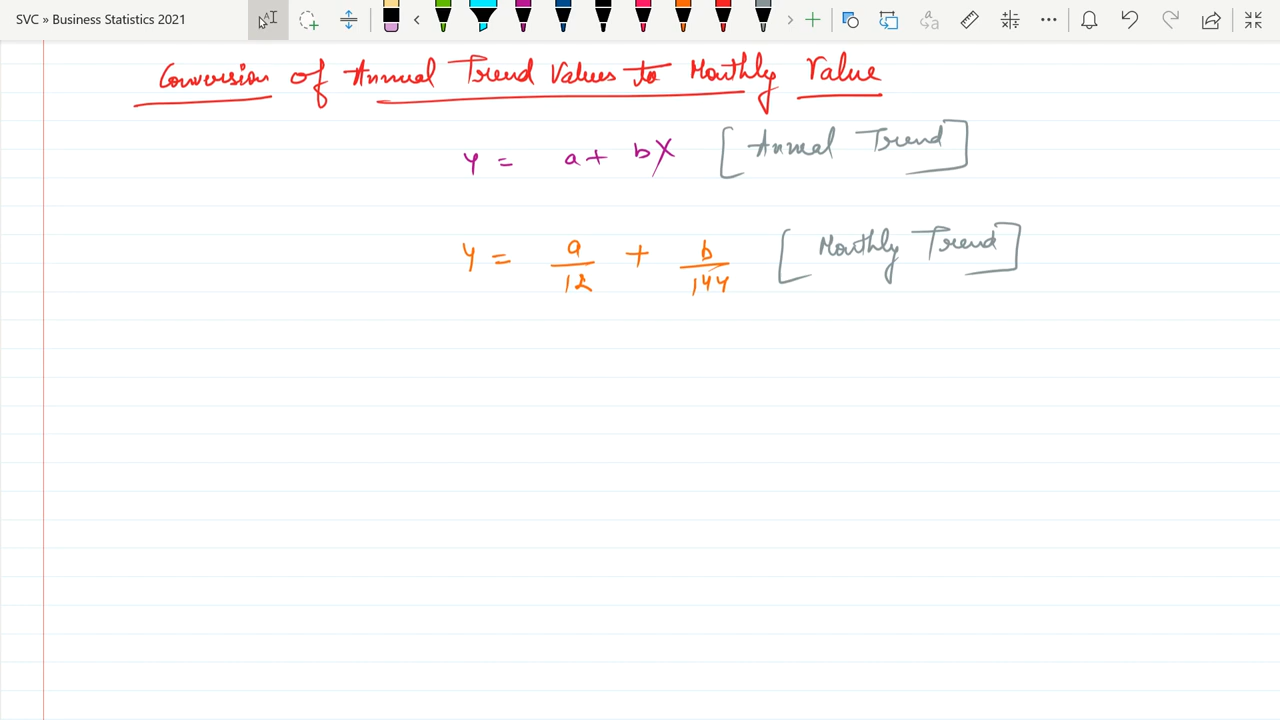 SVC » Business Statistics 2021
Conversion of Annual Trend Values to Monthly Value
Y = a + bX [Annual Trend]
Y = a/12 + b/144 [Monthly Trend]